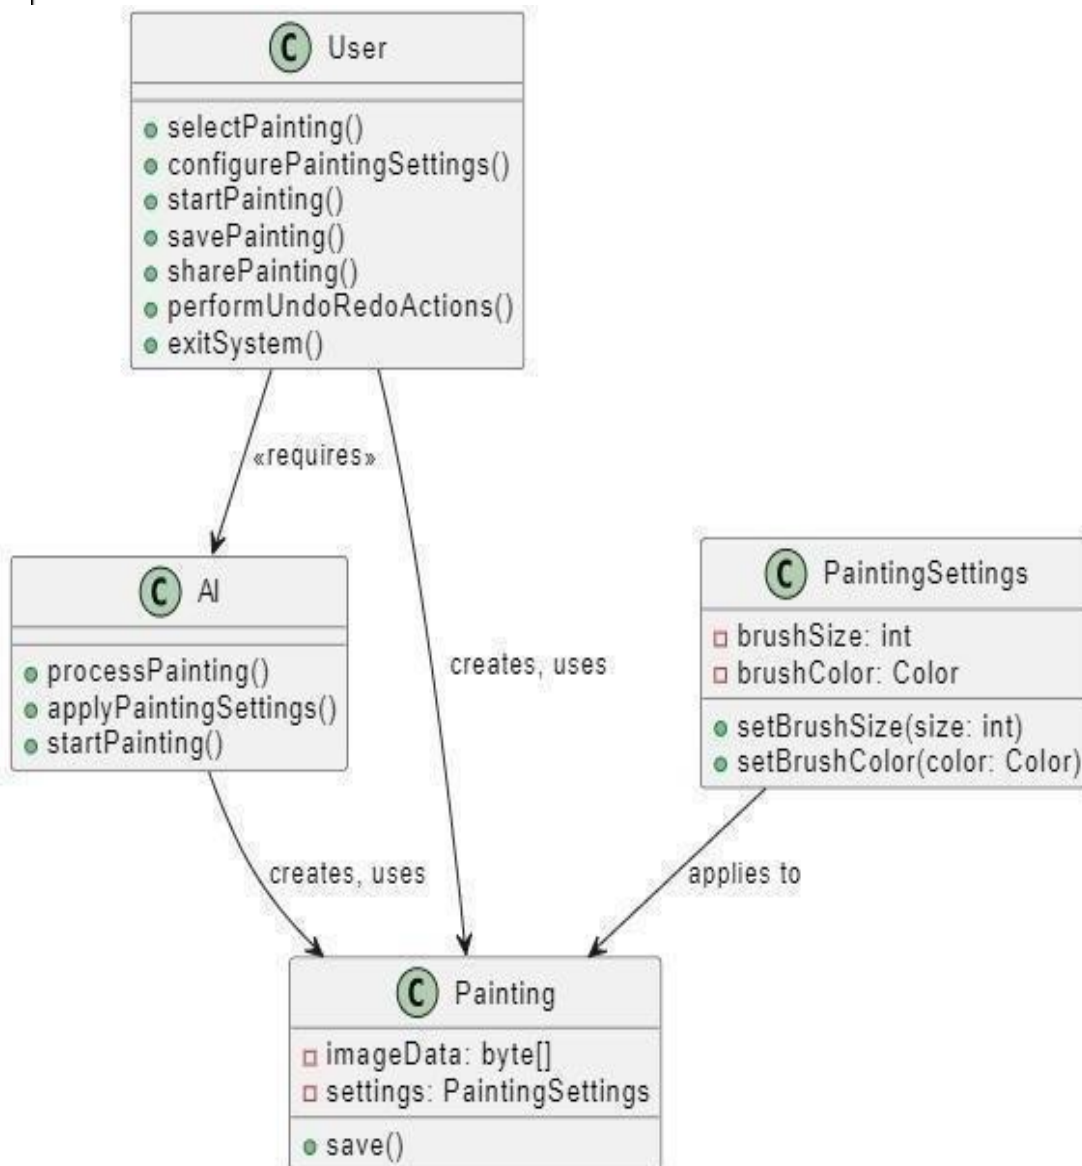 C User
selectPainting()
configurePaintingSettings()
startPainting()
savePainting()
sharePainting()
performUndoRedoActions()
exitSystem()
«requires»
C AI
processPainting()
applyPaintingSettings()
startPainting()
creates, uses
C PaintingSettings
brushSize: int
brushColor: Color
setBrushSize(size: int)
setBrushColor(color: Color)
creates, uses
applies to
C Painting
imageData: byte[]
settings: PaintingSettings
save()